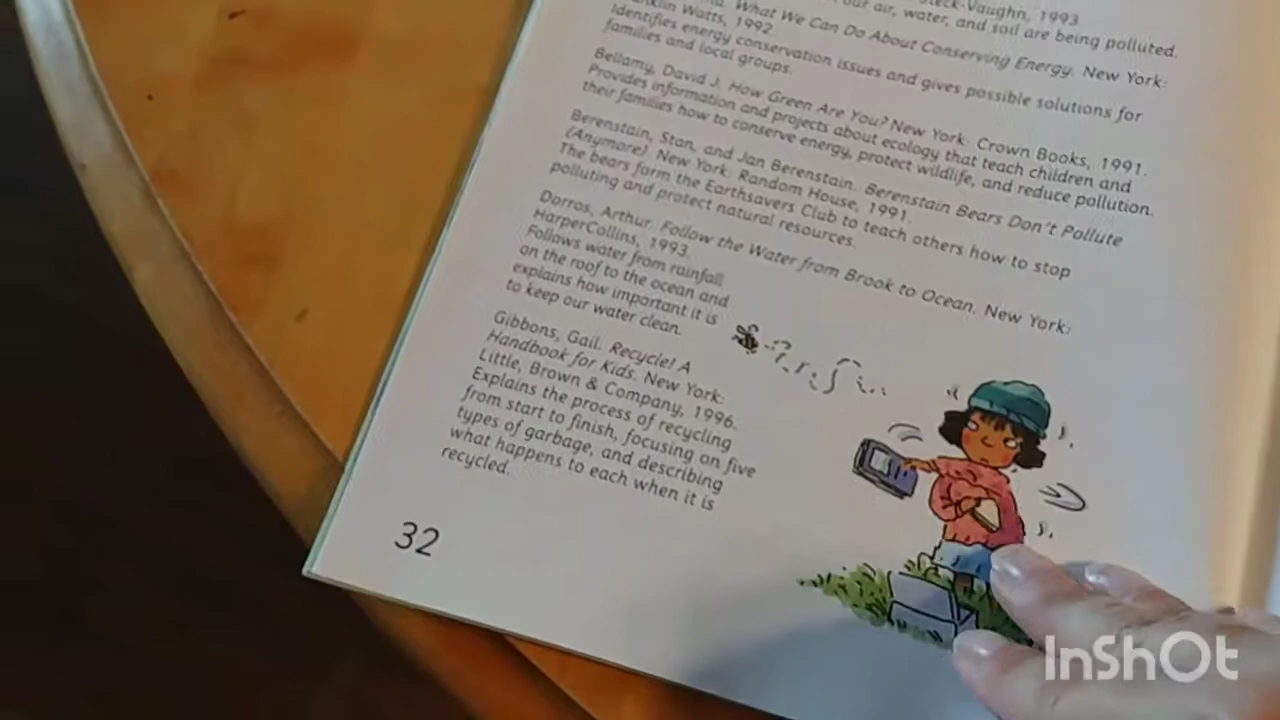 Steck-Vaughn, 1993
our air, water, and soil are being polluted.
What We Can Do About Conserving Energy. New York:
Franklin Watts, 1992
Identifies energy conservation issues and gives possible solutions for
families and local groups.
Bellamy, David J. How Green Are You? New York: Crown Books, 1991.
Provides information and projects about ecology that teach children and
their families how to conserve energy, protect wildlife, and reduce pollution.
Berenstain, Stan, and Jan Berenstain. Berenstain Bears Don't Pollute
(Anymore). New York: Random House, 1991.
The bears form the Earthsavers Club to teach others how to stop
polluting and protect natural resources.
Dorros, Arthur. Follow the Water from Brook to Ocean. New York:
HarperCollins, 1993.
Follows water from rainfall
on the roof to the ocean and
explains how important it is
to keep our water clean.
Gibbons, Gail. Recycle! A
Handbook for Kids. New York:
Little, Brown & Company, 1996.
Explains the process of recycling
from start to finish, focusing on five
types of garbage, and describing
what happens to each when it is
recycled.
32
InShOt